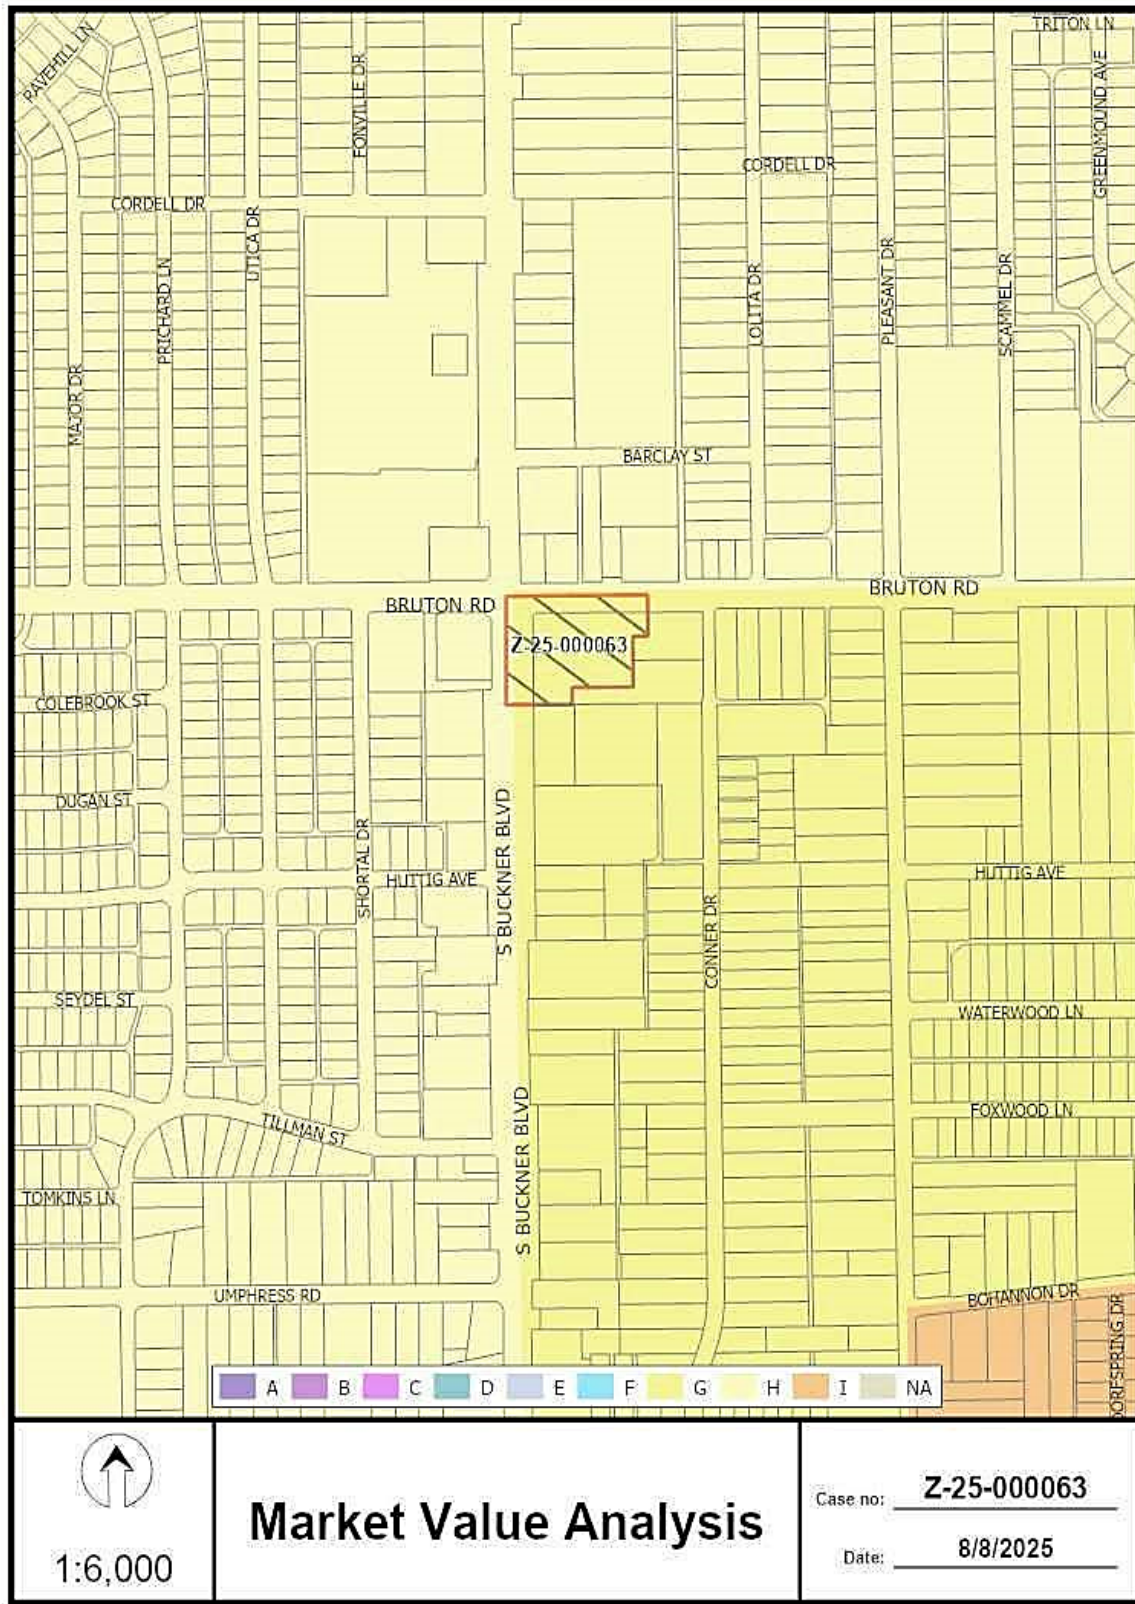 TRITON LN
RAVEHILL LN
FONVILLE DR
GREENMOUND AVE
CORDELL DR
CORDELL DR
UTICA DR
PRICHARD LN
LOLITA DR
PLEASANT DR
SCAMMEL DR
MAJOR DR
BARCLAY ST
BRUTON RD
BRUTON RD
Z-25-000063
COLEBROOK ST
DUGAN ST
SHORTAL DR
S BUCKNER BLVD
HUTTIG AVE
HUTTIG AVE
CONNER DR
SEYDEL ST
WATERWOOD LN
FOXWOOD LN
TILLMAN ST
S BUCKNER BLVD
TOMKINS LN
UMPHRESS RD
BOHANNON DR
A B C D E F G H I NA
1:6,000
Market Value Analysis
Case no: Z-25-000063
Date: 8/8/2025